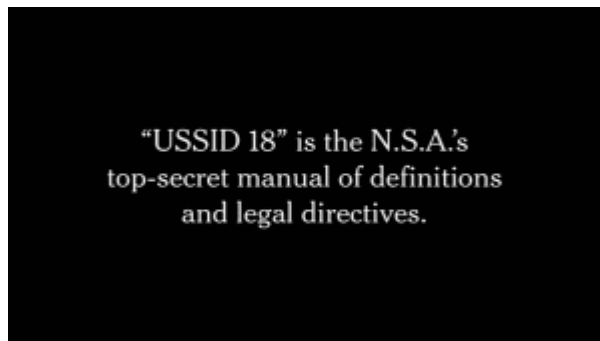 “USSID 18” is the N.S.A.’s
top-secret manual of definitions
and legal directives.